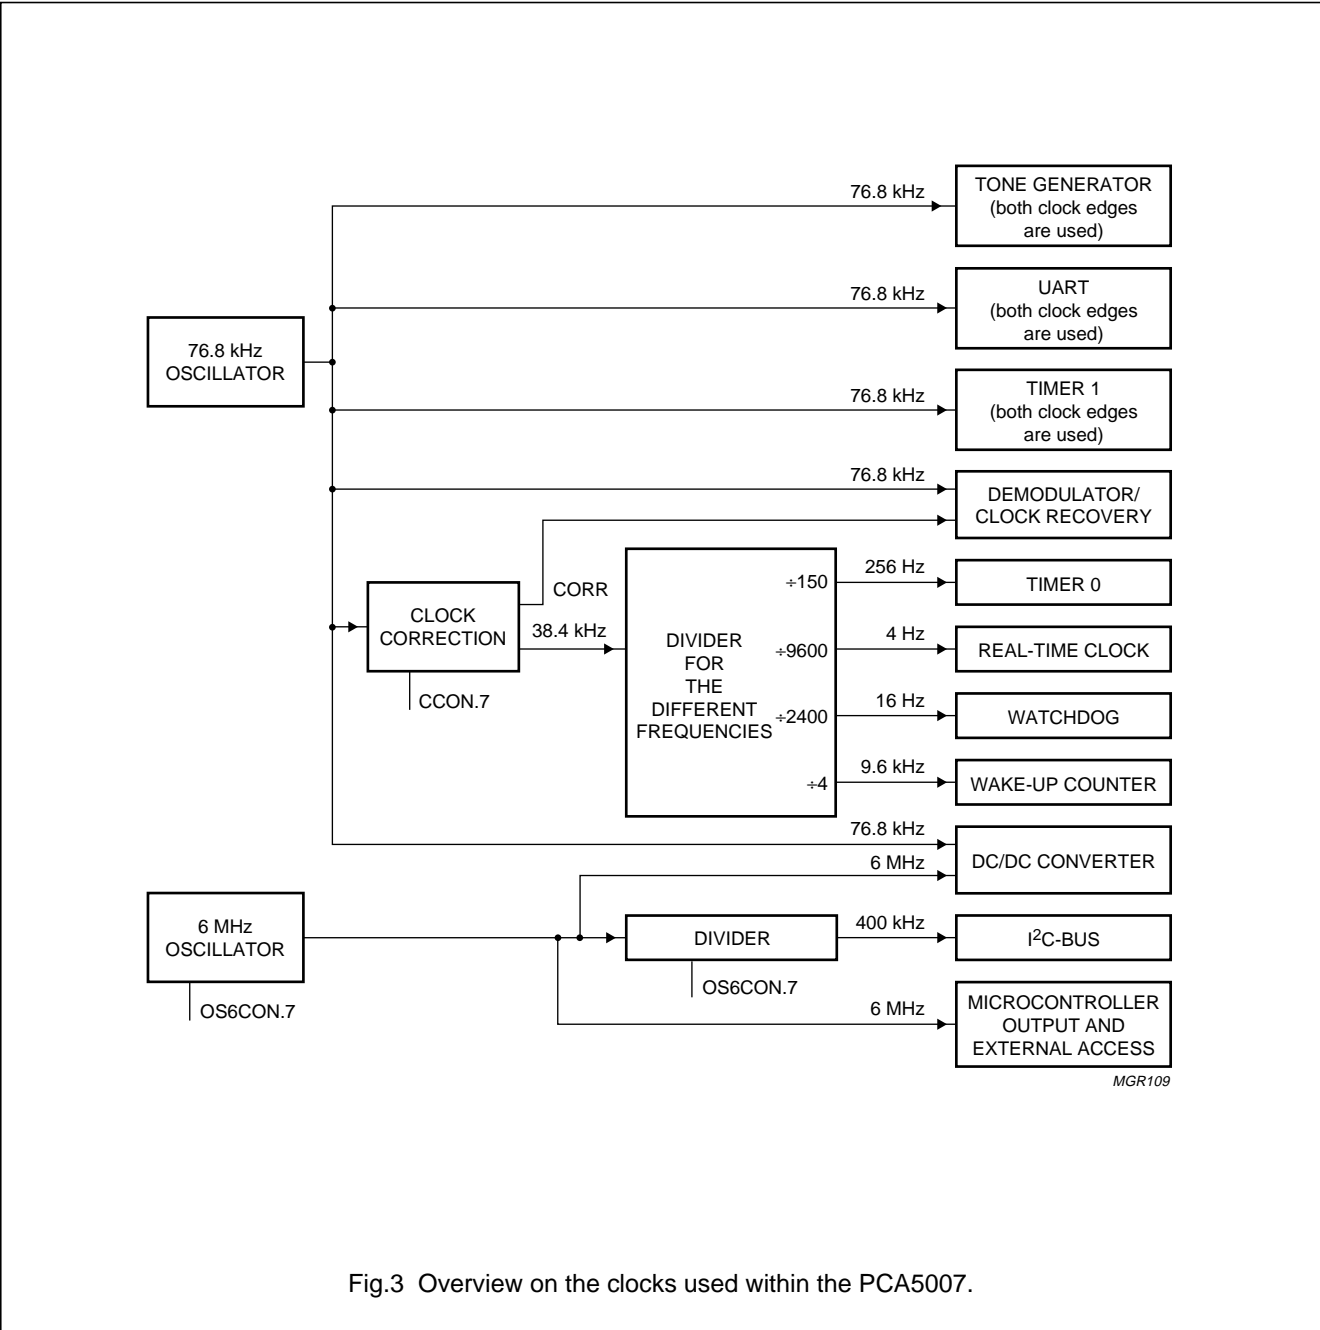 76.8 kHz
TONE GENERATOR
(both clock edges
are used)
76.8 kHz
UART
(both clock edges
are used)
76.8 kHz
OSCILLATOR
76.8 kHz
TIMER 1
(both clock edges
are used)
76.8 kHz
DEMODULATOR/
CLOCK RECOVERY
CLOCK
CORRECTION
CORR
38.4 kHz
CCON.7
DIVIDER
FOR
THE
DIFFERENT
FREQUENCIES
÷150
256 Hz
TIMER 0
÷9600
4 Hz
REAL-TIME CLOCK
÷2400
16 Hz
WATCHDOG
÷4
9.6 kHz
WAKE-UP COUNTER
76.8 kHz
6 MHz
DC/DC CONVERTER
6 MHz
OSCILLATOR
OS6CON.7
DIVIDER
OS6CON.7
400 kHz
I²C-BUS
6 MHz
MICROCONTROLLER
OUTPUT AND
EXTERNAL ACCESS
MGR109
Fig.3 Overview on the clocks used within the PCA5007.